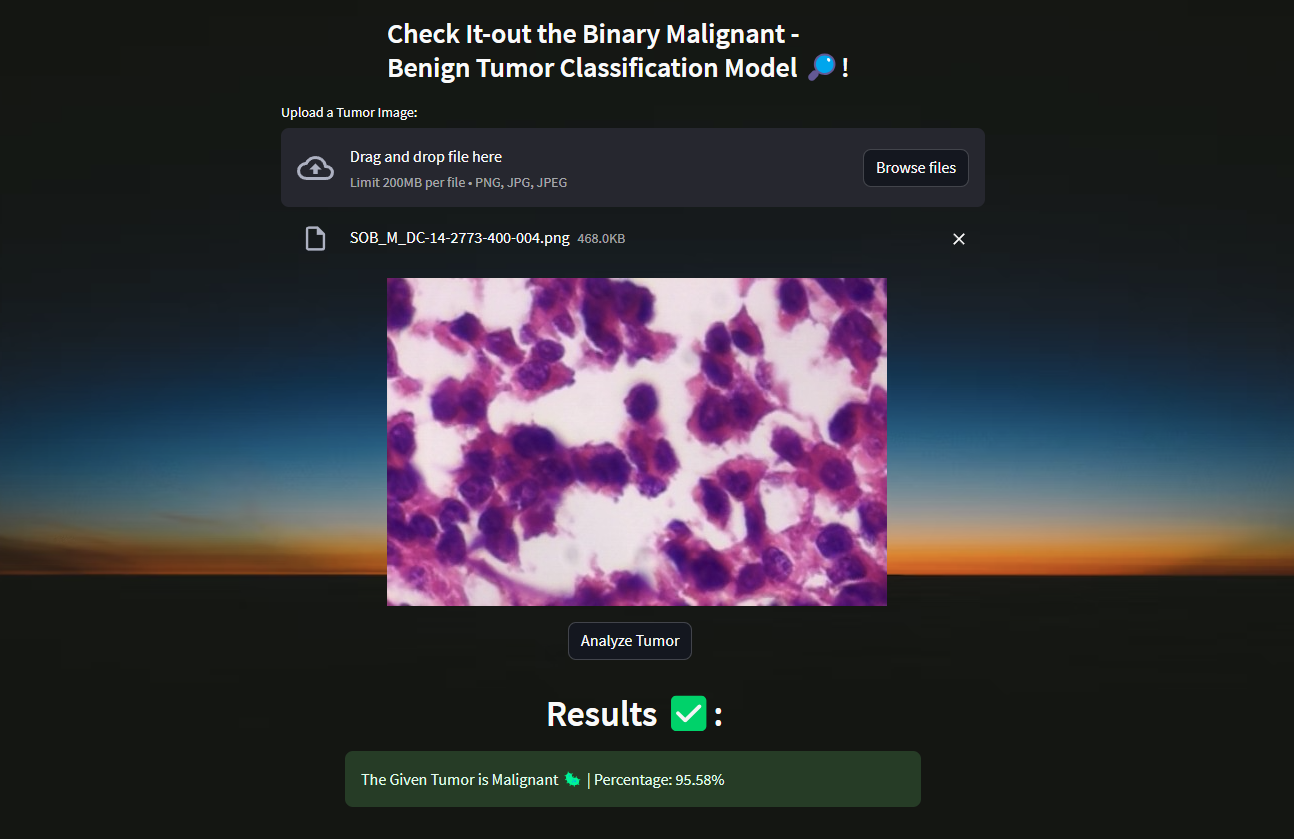 Check It-out the Binary Malignant -
Benign Tumor Classification Model 🔎 !
Upload a Tumor Image:
Drag and drop file here
Limit 200MB per file • PNG, JPG, JPEG
Browse files
SOB_M_DC-14-2773-400-004.png 468.0KB
Analyze Tumor
Results ✅ :
The Given Tumor is Malignant 🦠 | Percentage: 95.58%